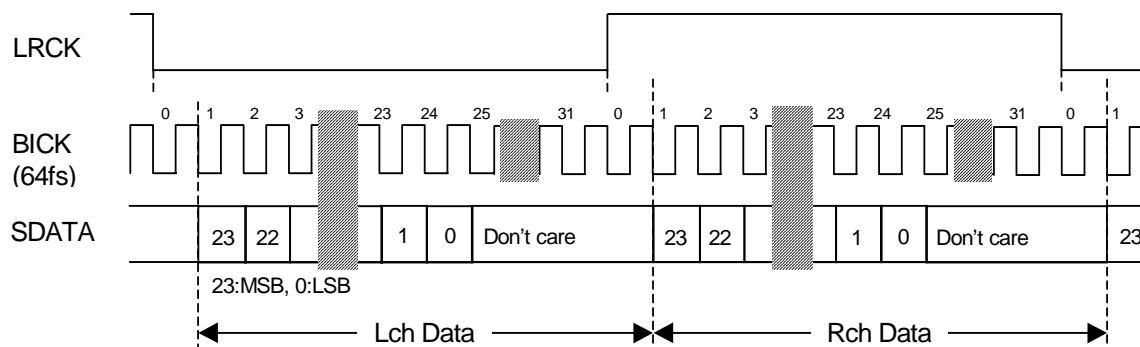 LRCK
0 1 2 3 23 24 25 31 0 1 2 3 23 24 25 31 0 1
BICK
(64fs)
SDATA 23 22 1 0 Don't care 23 22 1 0 Don't care 23
23:MSB, 0:LSB
Lch Data Rch Data